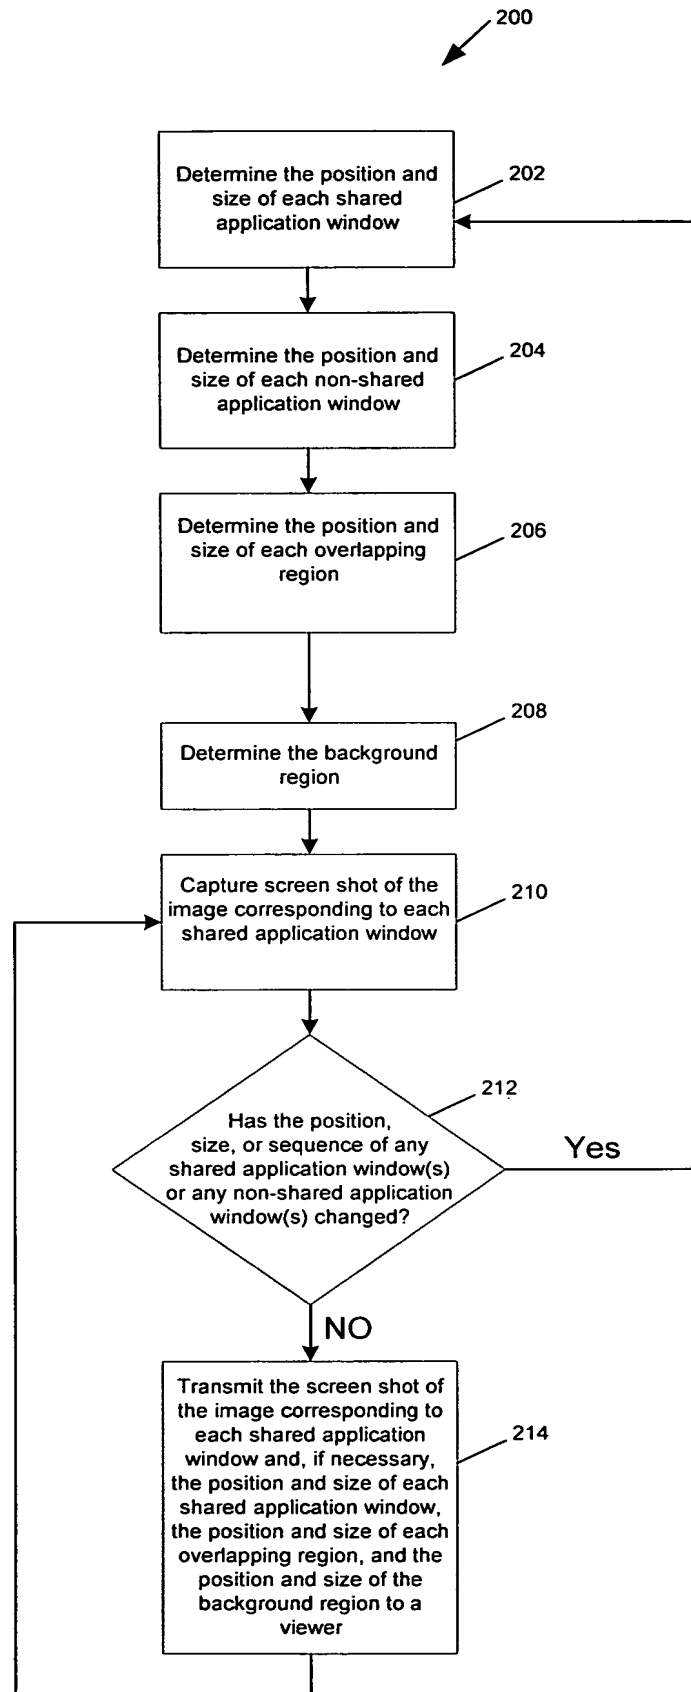 200
Determine the position and
size of each shared
application window
202
Determine the position and
size of each non-shared
application window
204
Determine the position and
size of each overlapping
region
206
208
Determine the background
region
Capture screen shot of the
image corresponding to each
shared application window
210
212
Has the position,
size, or sequence of any
shared application window(s)
or any non-shared application
window(s) changed?
Yes
NO
Transmit the screen shot of
the image corresponding to
each shared application
window and, if necessary,
the position and size of each
shared application window,
the position and size of each
overlapping region, and the
position and size of the
background region to a
viewer
214